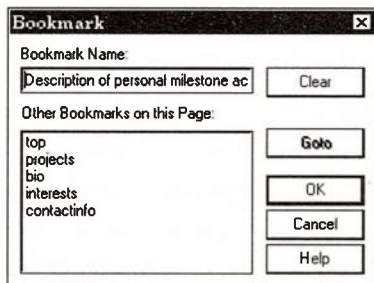 Bookmark
Bookmark Name:
Description of personal milestone ac
Clear
Other Bookmarks on this Page:
top
projects
bio
interests
contactinfo
Goto
OK
Cancel
Help